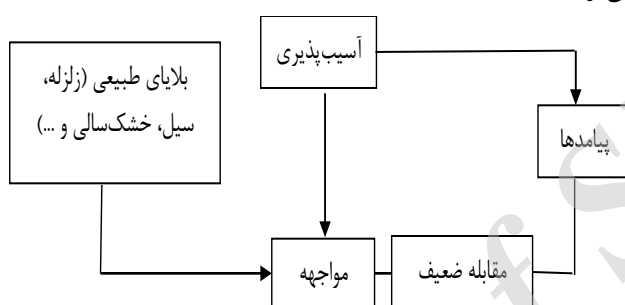 آسیب‌پذیری
بلایای طبیعی (زلزله،
سیل، خشک‌سالی و ...)
پیامدها
مقابله ضعیف
مواجهه